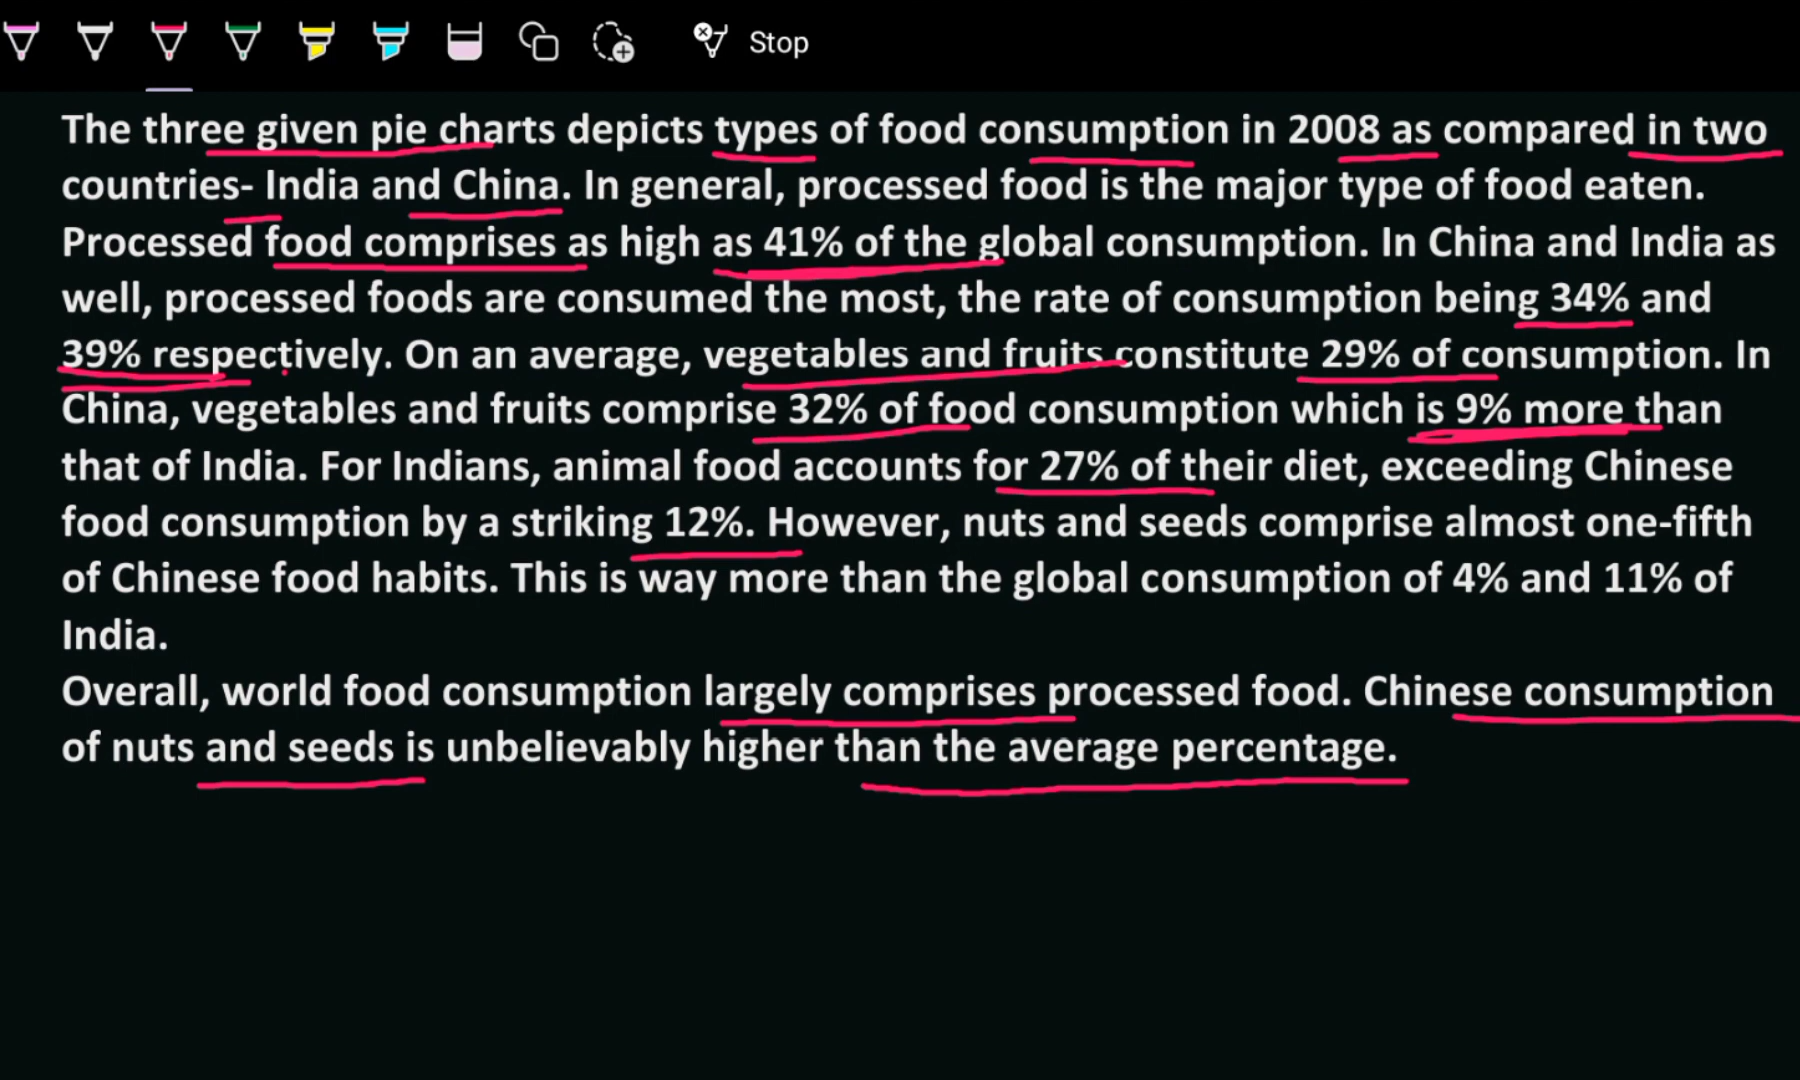 Stop
The three given pie charts depicts types of food consumption in 2008 as compared in two
countries- India and China. In general, processed food is the major type of food eaten.
Processed food comprises as high as 41% of the global consumption. In China and India as
well, processed foods are consumed the most, the rate of consumption being 34% and
39% respectively. On an average, vegetables and fruits constitute 29% of consumption. In
China, vegetables and fruits comprise 32% of food consumption which is 9% more than
that of India. For Indians, animal food accounts for 27% of their diet, exceeding Chinese
food consumption by a striking 12%. However, nuts and seeds comprise almost one-fifth
of Chinese food habits. This is way more than the global consumption of 4% and 11% of
India.
Overall, world food consumption largely comprises processed food. Chinese consumption
of nuts and seeds is unbelievably higher than the average percentage.